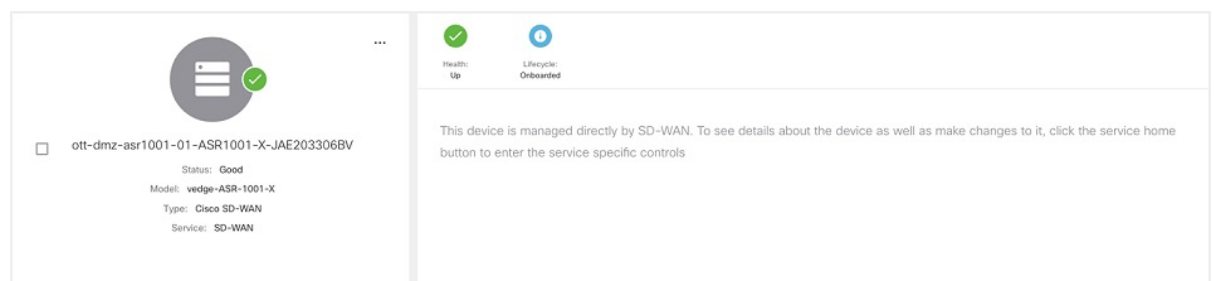 ...
ott-dmz-asr1001-01-ASR1001-X-JAE203306BV
Status: Good
Model: vedge-ASR-1001-X
Type: Cisco SD-WAN
Service: SD-WAN
Health: Lifecycle:
Up Onboarded
This device is managed directly by SD-WAN. To see details about the device as well as make changes to it, click the service home
button to enter the service specific controls